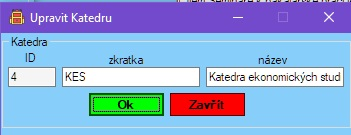 Upravit Katedru
Katedra
ID zkratka název
4 KES Katedra ekonomických stud
Ok Zavřít